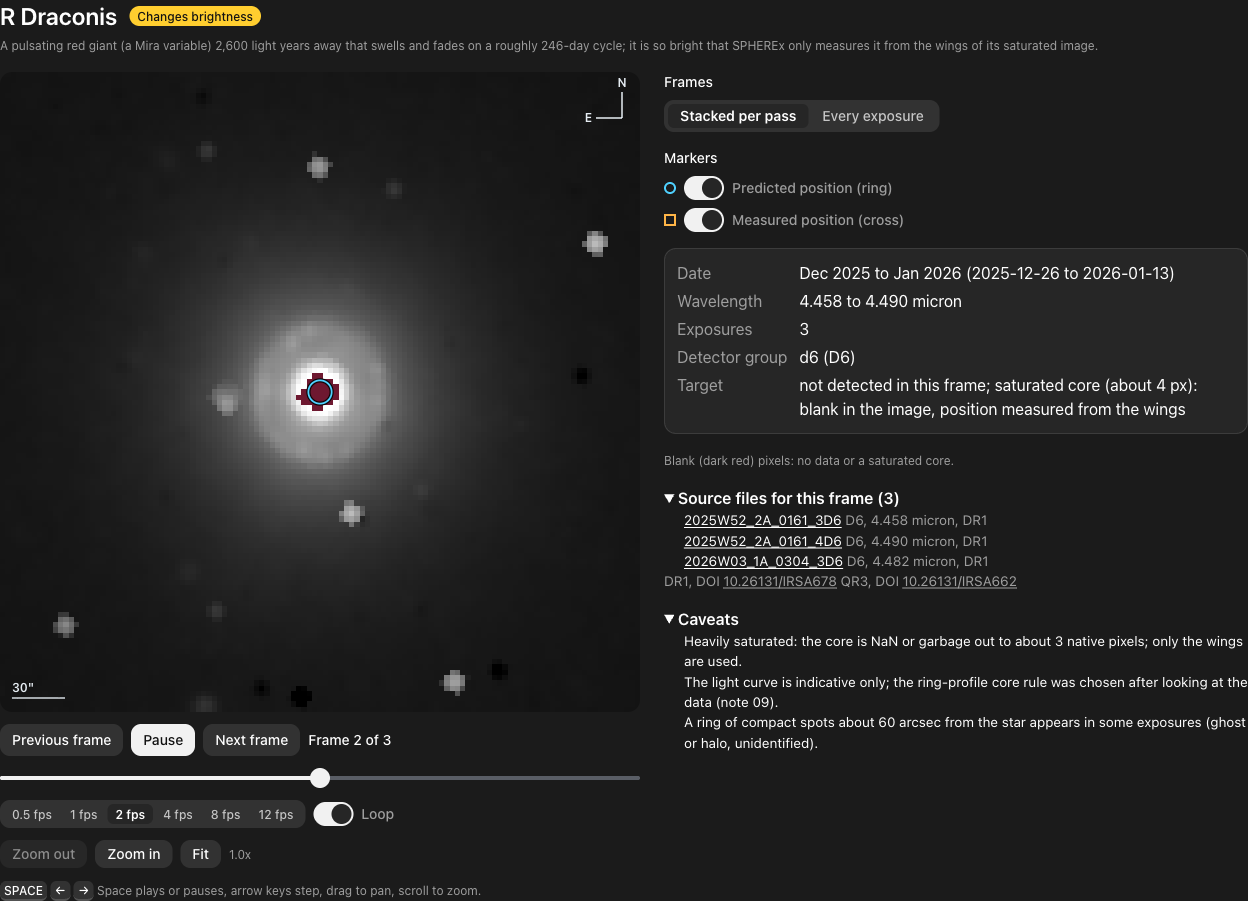 R Draconis Changes brightness
A pulsating red giant (a Mira variable) 2,600 light years away that swells and fades on a roughly 246-day cycle; it is so bright that SPHEREx only measures it from the wings of its saturated image.
N
E
30"
Previous frame Pause Next frame Frame 2 of 3
0.5 fps 1 fps 2 fps 4 fps 8 fps 12 fps Loop
Zoom out Zoom in Fit 1.0x
SPACE ← → Space plays or pauses, arrow keys step, drag to pan, scroll to zoom.
Frames
Stacked per pass Every exposure
Markers
Predicted position (ring)
Measured position (cross)
Date Dec 2025 to Jan 2026 (2025-12-26 to 2026-01-13)
Wavelength 4.458 to 4.490 micron
Exposures 3
Detector group d6 (D6)
Target not detected in this frame; saturated core (about 4 px):
blank in the image, position measured from the wings
Blank (dark red) pixels: no data or a saturated core.
▼ Source files for this frame (3)
2025W52_2A_0161_3D6 D6, 4.458 micron, DR1
2025W52_2A_0161_4D6 D6, 4.490 micron, DR1
2026W03_1A_0304_3D6 D6, 4.482 micron, DR1
DR1, DOI 10.26131/IRSA678 QR3, DOI 10.26131/IRSA662
▼ Caveats
Heavily saturated: the core is NaN or garbage out to about 3 native pixels; only the wings
are used.
The light curve is indicative only; the ring-profile core rule was chosen after looking at the
data (note 09).
A ring of compact spots about 60 arcsec from the star appears in some exposures (ghost
or halo, unidentified).